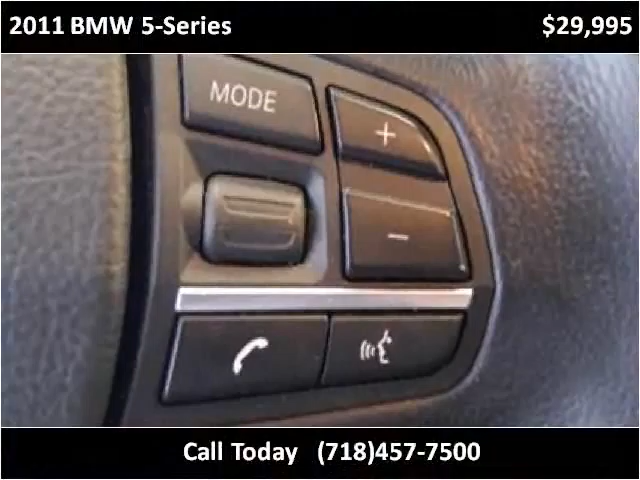 2011 BMW 5-Series $29,995
MODE
+
-
Call Today (718)457-7500